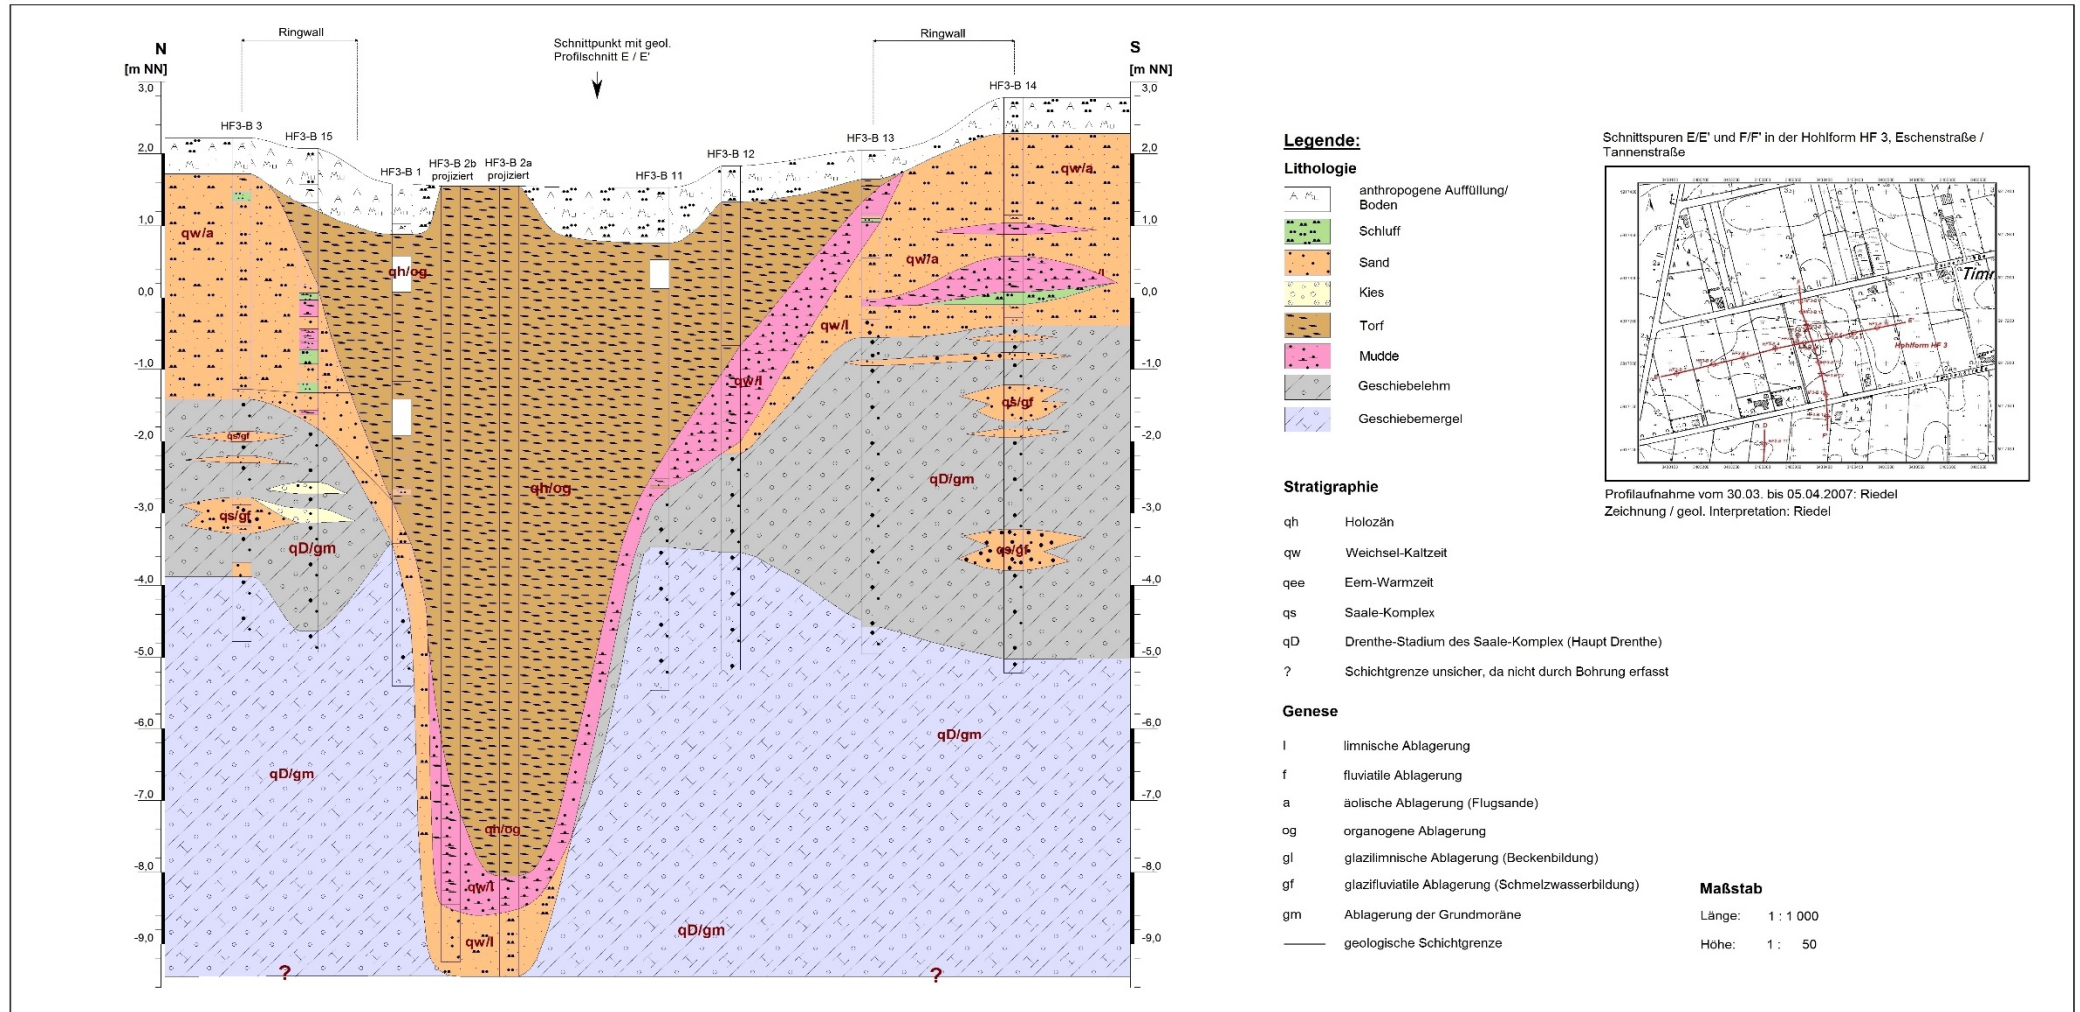 Ringwall
Schnittpunkt mit geol.
Profilschnitt E / E'
Ringwall
N
[m NN]
S
[m NN]
HF3-B 3
HF3-B 15
HF3-B 1
HF3-B 2b
projiziert
HF3-B 2a
projiziert
HF3-B 11
HF3-B 12
HF3-B 13
HF3-B 14
3,0
2,0
1,0
0,0
-1,0
-2,0
-3,0
-4,0
-5,0
-6,0
-7,0
-8,0
-9,0
3,0
2,0
1,0
0,0
-1,0
-2,0
-3,0
-4,0
-5,0
-6,0
-7,0
-8,0
-9,0
qw/a
qh/og
qw/a
qw/a
qw/l
qw/l
qs/gf
qs/gf
qs/gf
qs/gf
qD/gm
qh/og
qD/gm
qD/gm
qD/gm
qh/og
qw/l
qw/l
qD/gm
?
?
Legende:
Lithologie
anthropogene Auffüllung/
Boden
Schluff
Sand
Kies
Torf
Mudde
Geschiebelehm
Geschiebemergel
Stratigraphie
qh Holozän
qw Weichsel-Kaltzeit
qee Eem-Warmzeit
qs Saale-Komplex
qD Drenthe-Stadium des Saale-Komplex (Haupt Drenthe)
? Schichtgrenze unsicher, da nicht durch Bohrung erfasst
Genese
l limnische Ablagerung
f fluviatile Ablagerung
a äolische Ablagerung (Flugsande)
og organogene Ablagerung
gl glazilimnische Ablagerung (Beckenbildung)
gf glazifluviatile Ablagerung (Schmelzwasserbildung)
gm Ablagerung der Grundmoräne
geologische Schichtgrenze
Maßstab
Länge: 1 : 1 000
Höhe: 1 : 50
Schnittspuren E/E' und F/F' in der Hohlform HF 3, Eschenstraße /
Tannenstraße
Timr
Hohlform HF 3
Profilaufnahme vom 30.03. bis 05.04.2007: Riedel
Zeichnung / geol. Interpretation: Riedel